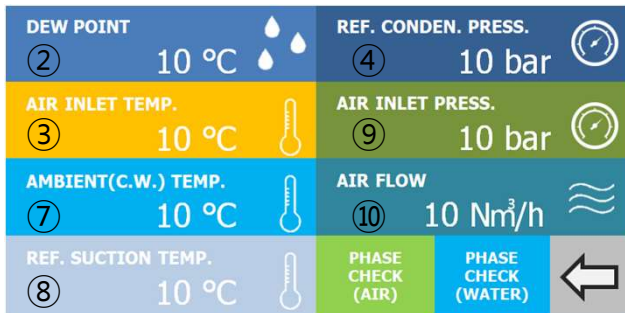 DEW POINT
② 10 ℃
REF. CONDEN. PRESS.
④ 10 bar
AIR INLET TEMP.
③ 10 ℃
AIR INLET PRESS.
⑨ 10 bar
AMBIENT(C.W.) TEMP.
⑦ 10 ℃
AIR FLOW
⑩ 10 N㎥/h
REF. SUCTION TEMP.
⑧ 10 ℃
PHASE
CHECK
(AIR)
PHASE
CHECK
(WATER)